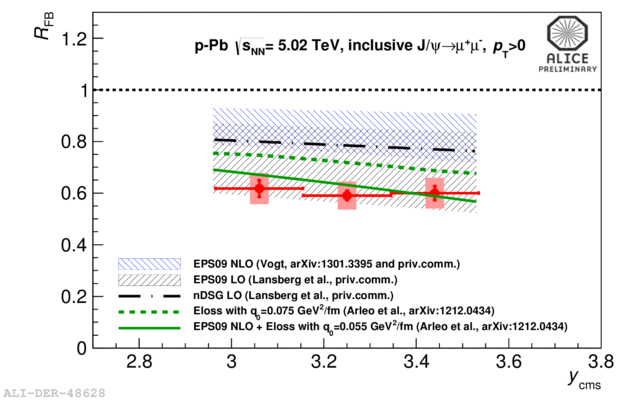 R_FB
p-Pb √s_NN= 5.02 TeV, inclusive J/ψ→μ⁺μ⁻, p_T>0
ALICE
PRELIMINARY
1.2
1
0.8
0.6
0.4
0.2
0
EPS09 NLO (Vogt, arXiv:1301.3395 and priv.comm.)
EPS09 LO (Lansberg et al., priv.comm.)
nDSG LO (Lansberg et al., priv.comm.)
Eloss with q₀=0.075 GeV²/fm (Arleo et al., arXiv:1212.0434)
EPS09 NLO + Eloss with q₀=0.055 GeV²/fm (Arleo et al., arXiv:1212.0434)
2.8 3 3.2 3.4 3.6 3.8
y_cms
ALI-DER-48628